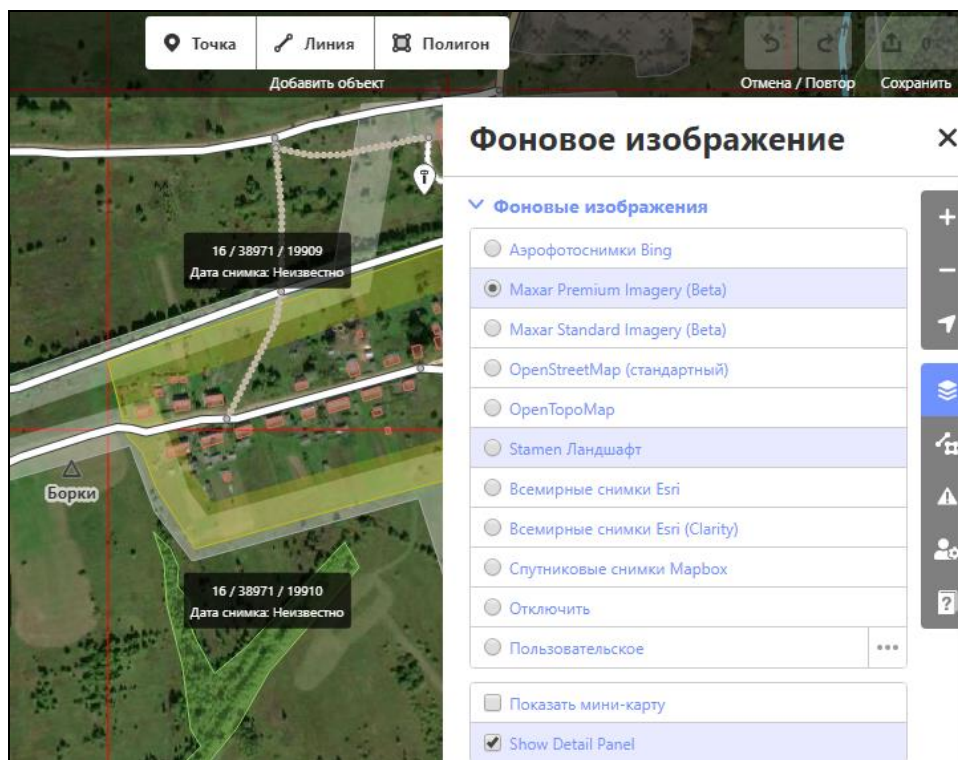 Точка
Линия
Полигон
0
Добавить объект
Отмена / Повтор
Сохранить
Фоновое изображение
Фоновые изображения
Аэрофотоснимки Bing
Maxar Premium Imagery (Beta)
Maxar Standard Imagery (Beta)
OpenStreetMap (стандартный)
OpenTopoMap
Stamen Ландшафт
Всемирные снимки Esri
Всемирные снимки Esri (Clarity)
Спутниковые снимки Mapbox
Отключить
Пользовательское
Показать мини-карту
Show Detail Panel
16 / 38971 / 19909
Дата снимка: Неизвестно
Борки
16 / 38971 / 19910
Дата снимка: Неизвестно